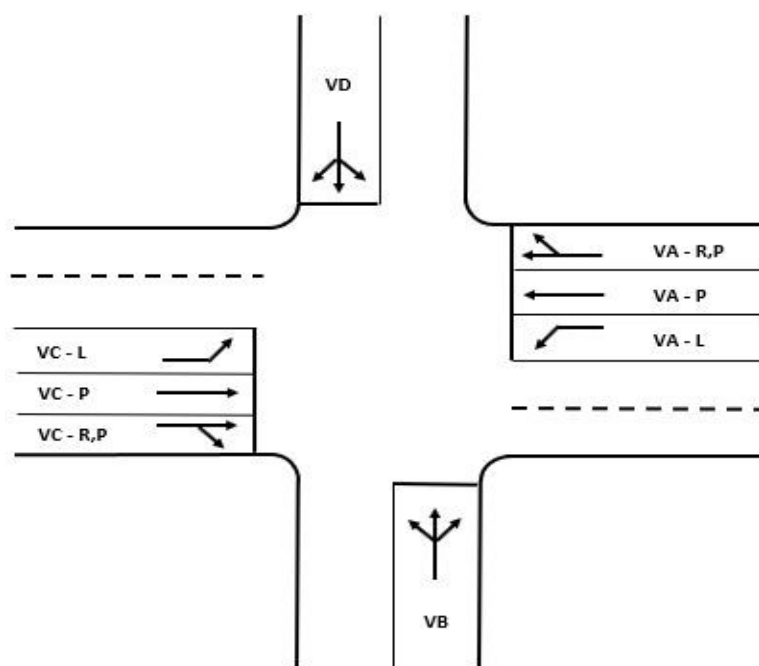 VD
VA - R,P
VA - P
VA - L
VC - L
VC - P
VC - R,P
VB